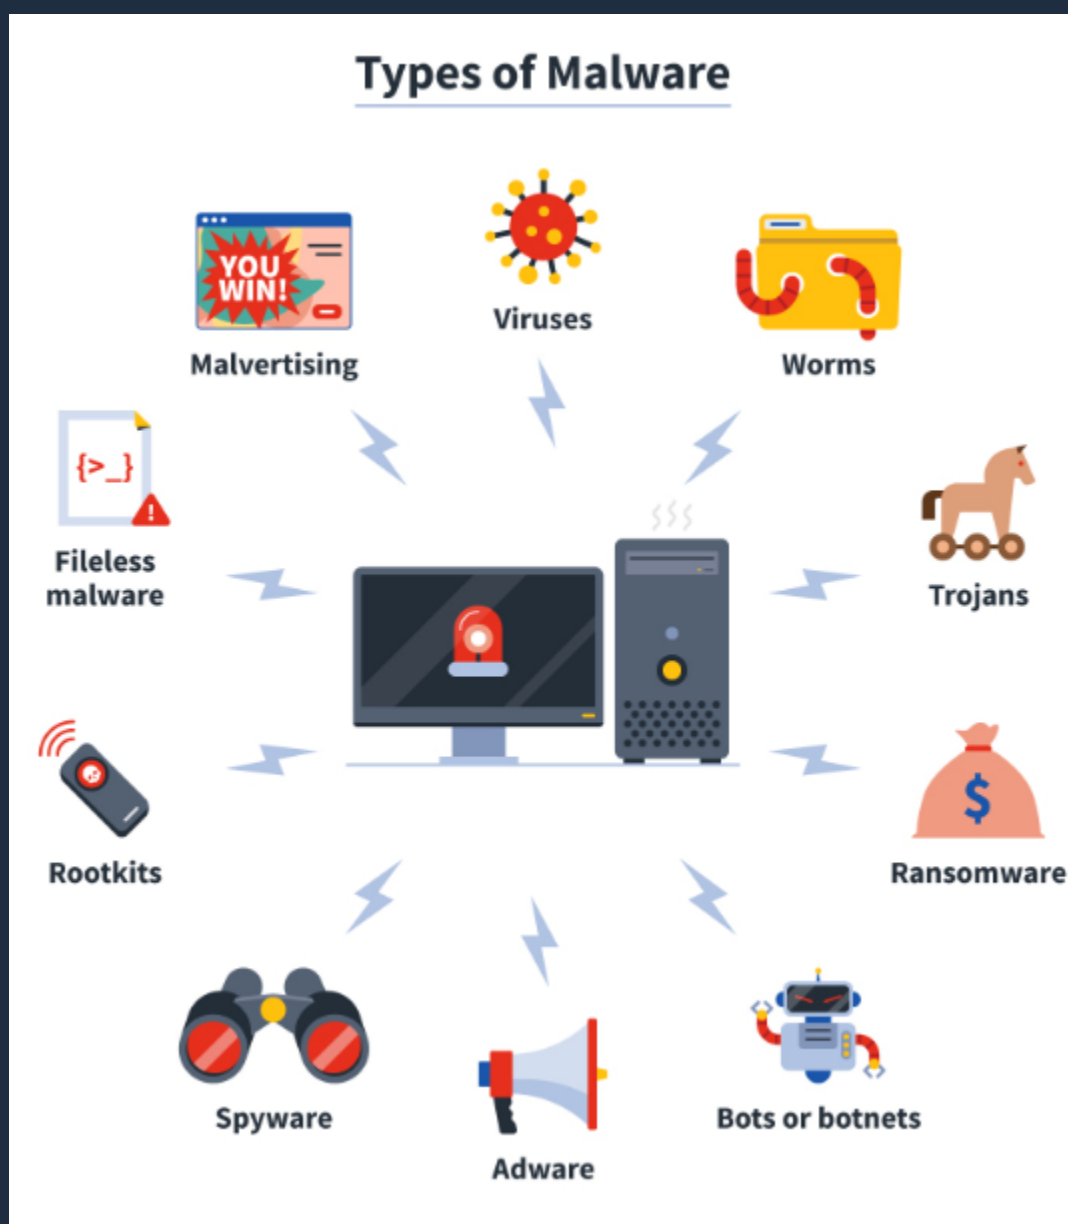 Types of Malware
YOU
WIN!
Malvertising
Viruses
Worms
{>_}
!
Fileless
malware
Trojans
Rootkits
$
Ransomware
Spyware
Adware
Bots or botnets